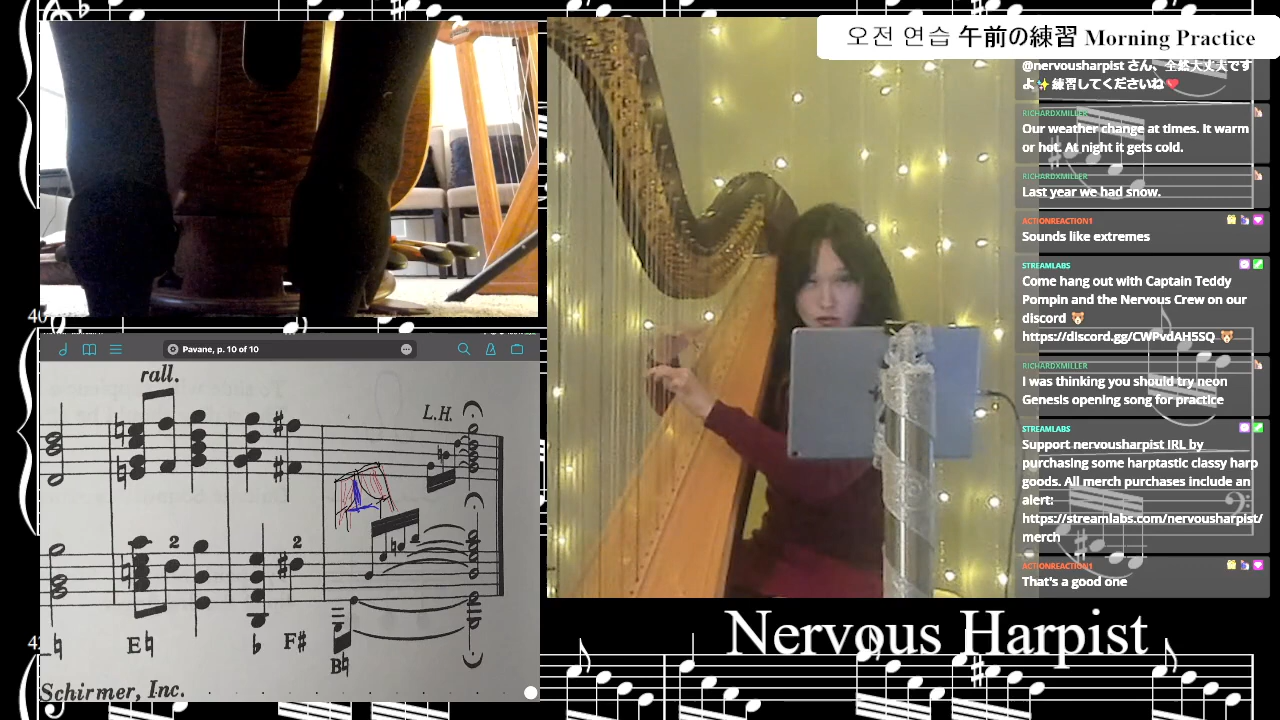 오전 연습 午前の練習 Morning Practice
@nervousharpist さん、全然大丈夫です
よ✨練習してくださいね❤️
RICHARDXMILLER
Our weather change at times. It warm
or hot. At night it gets cold.
RICHARDXMILLER
Last year we had snow.
ACTIONREACTION1
Sounds like extremes
STREAMLABS
Come hang out with Captain Teddy
Pompin and the Nervous Crew on our
discord 🐻
https://discord.gg/CWPvdAH5SQ 🐻
RICHARDXMILLER
I was thinking you should try neon
Genesis opening song for practice
STREAMLABS
Support nervousharpist IRL by
purchasing some harptastic classy harp
goods. All merch purchases include an
alert:
https://streamlabs.com/nervousharpist/
merch
ACTIONREACTION1
That's a good one
Pavane, p. 10 of 10
rall.
L.H.
2
2
E♮
♭
F#
B♮
Schirmer, Inc.
Nervous Harpist